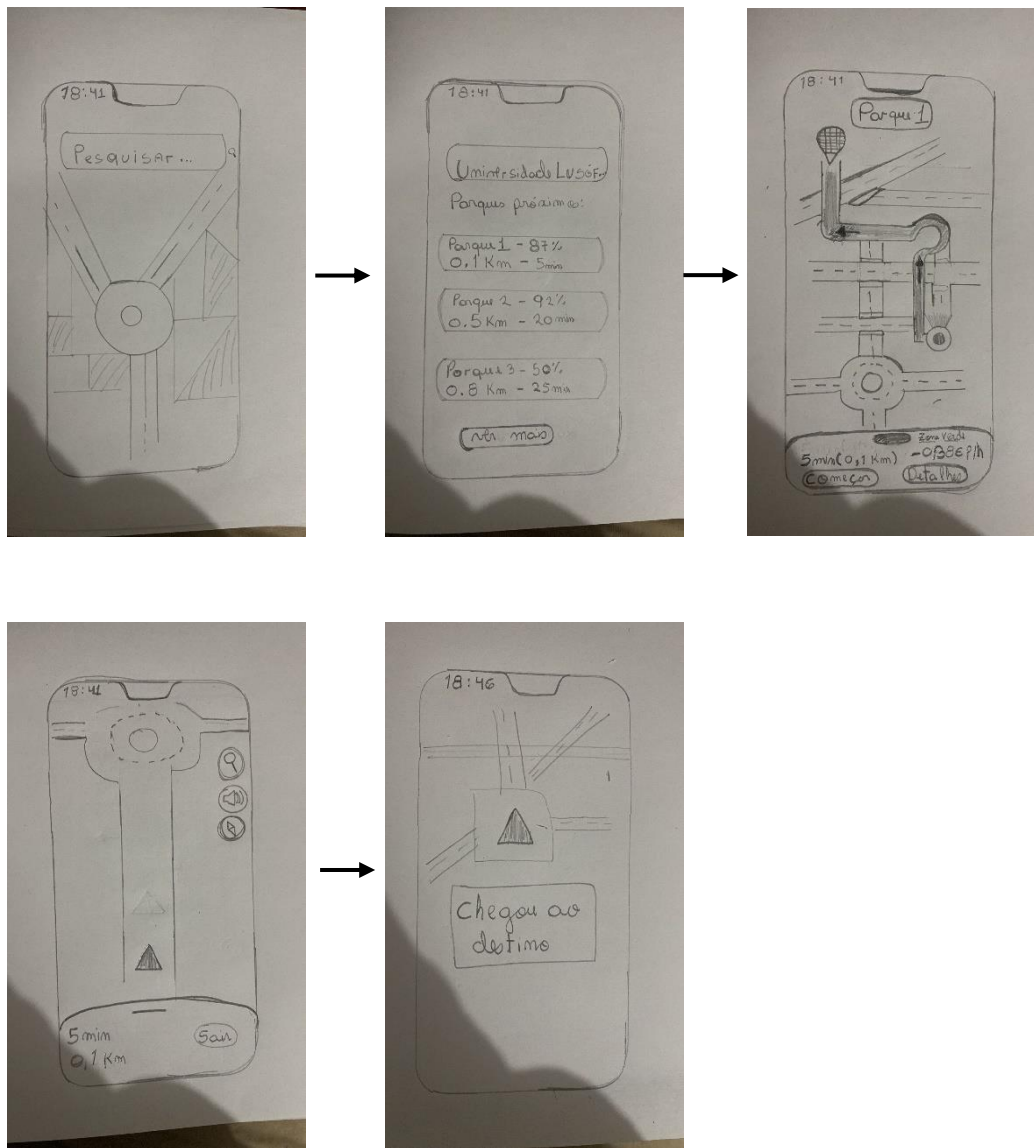 18:41
Pesquisar...
18:41
Universidade Lusófo
Parques próximos:
Parque 1 - 87%
0.1 Km - 5min
Parque 2 - 92%
0.5 Km - 20min
Parque 3 - 50%
0.8 Km - 25min
ver mais
18:41
Parque 1
Zona Verde
5min(0,1 Km)
Começar
Detalhes
18:41
5min
0,1 Km
Sair
18:46
Chegou ao
destino